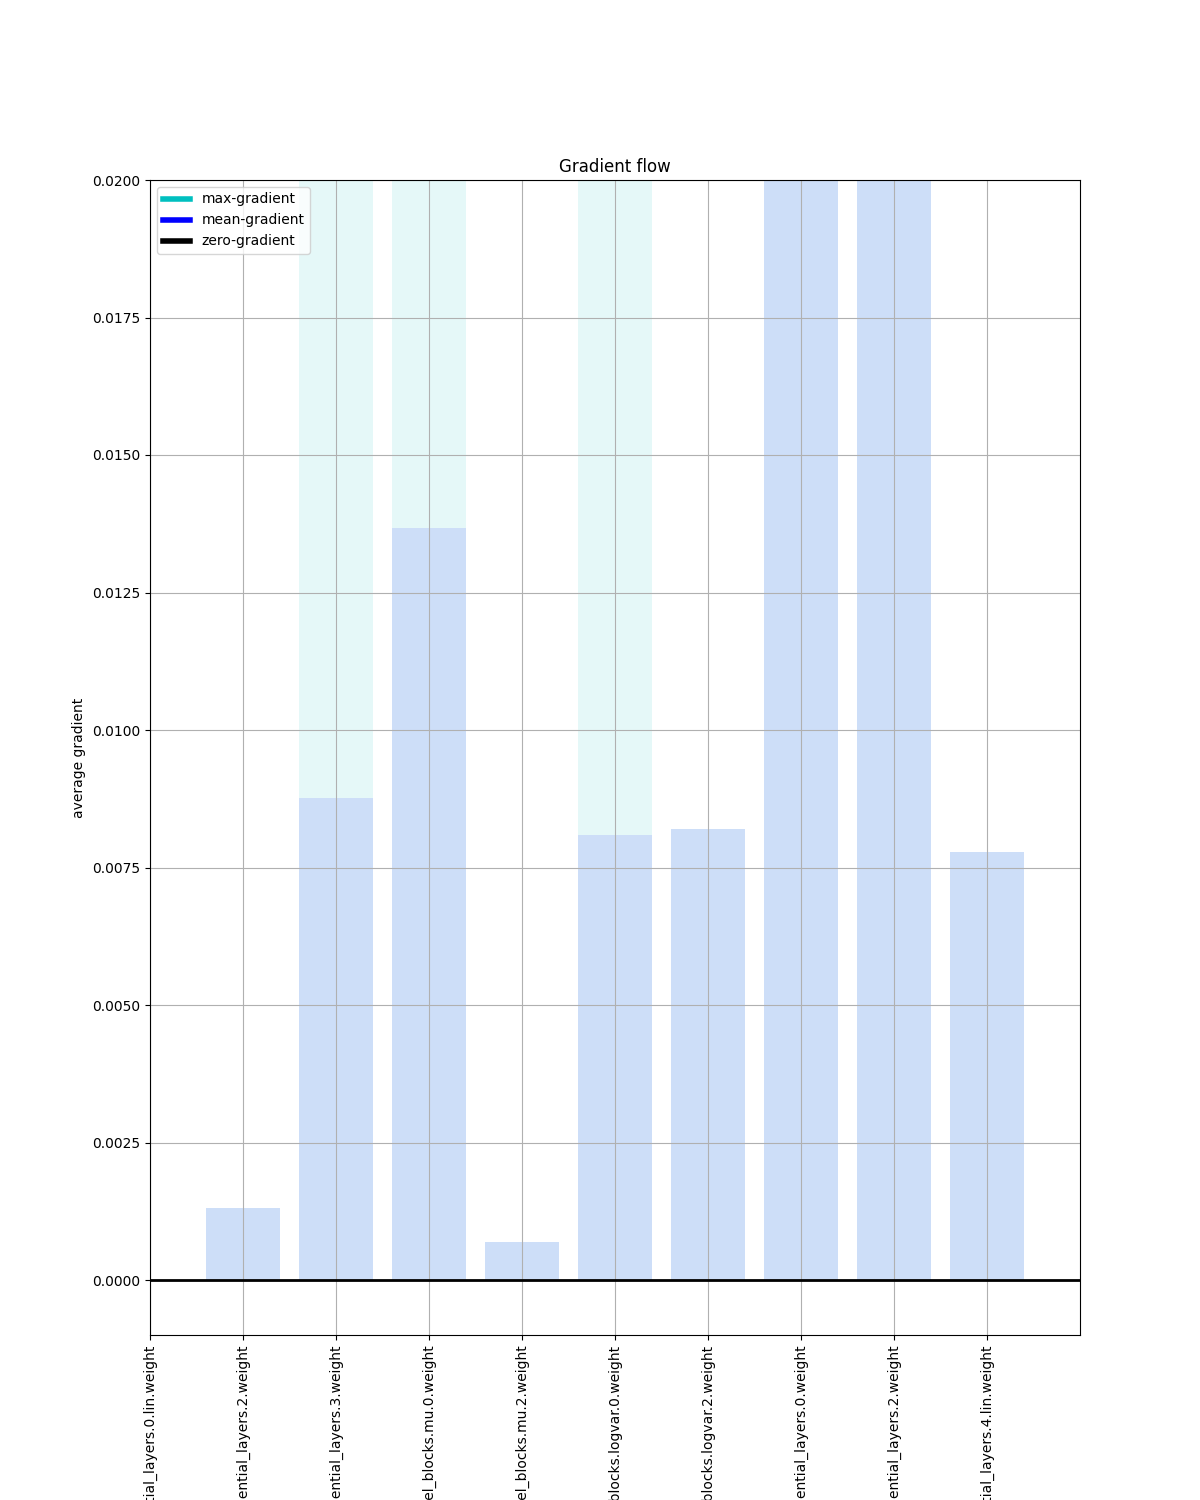 Gradient flow
max-gradient
mean-gradient
zero-gradient
0.0200
0.0175
0.0150
0.0125
0.0100
0.0075
0.0050
0.0025
0.0000
average gradient
tial_layers.0.lin.weight
ential_layers.2.weight
ential_layers.3.weight
el_blocks.mu.0.weight
el_blocks.mu.2.weight
blocks.logvar.0.weight
blocks.logvar.2.weight
ential_layers.0.weight
ential_layers.2.weight
tial_layers.4.lin.weight